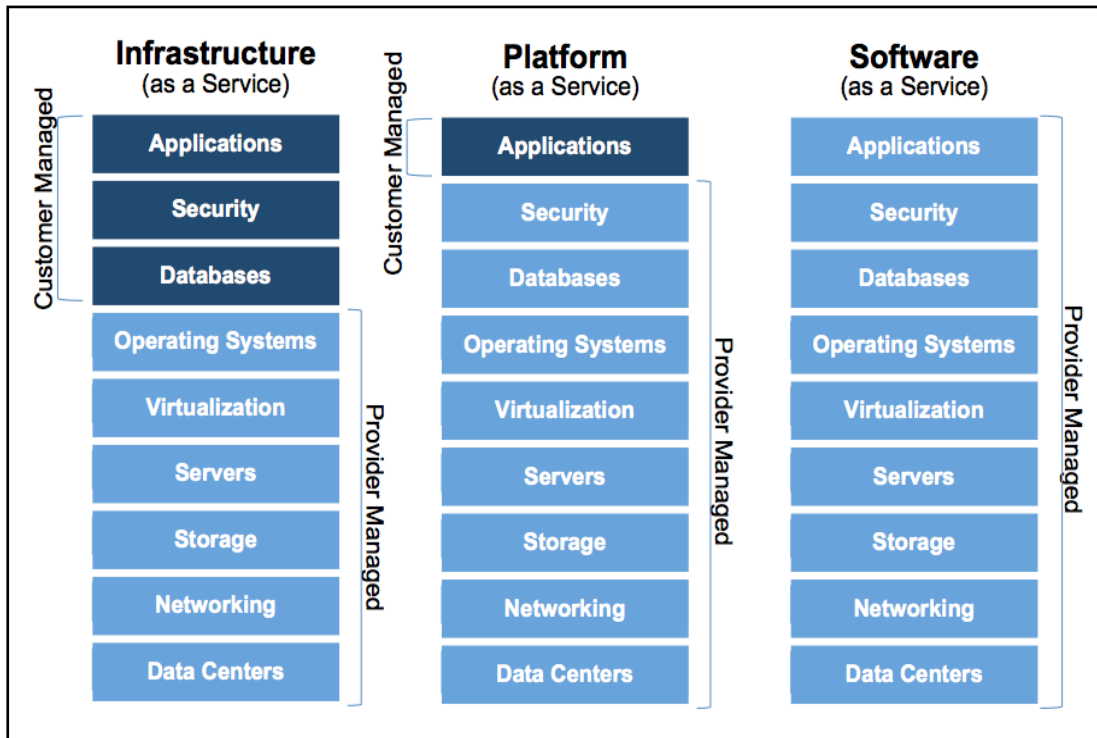 Infrastructure
(as a Service)
Customer Managed
Applications
Security
Databases
Operating Systems
Virtualization
Servers
Storage
Networking
Data Centers
Provider Managed
Platform
(as a Service)
Customer Managed
Applications
Security
Databases
Operating Systems
Virtualization
Servers
Storage
Networking
Data Centers
Provider Managed
Software
(as a Service)
Applications
Security
Databases
Operating Systems
Virtualization
Servers
Storage
Networking
Data Centers
Provider Managed